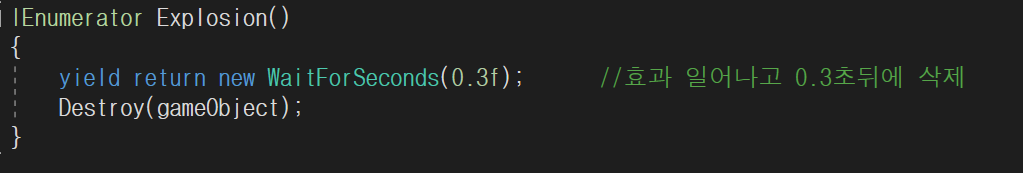 IEnumerator Explosion()
{
yield return new WaitForSeconds(0.3f); //효과 일어나고 0.3초뒤에 삭제
Destroy(gameObject);
}